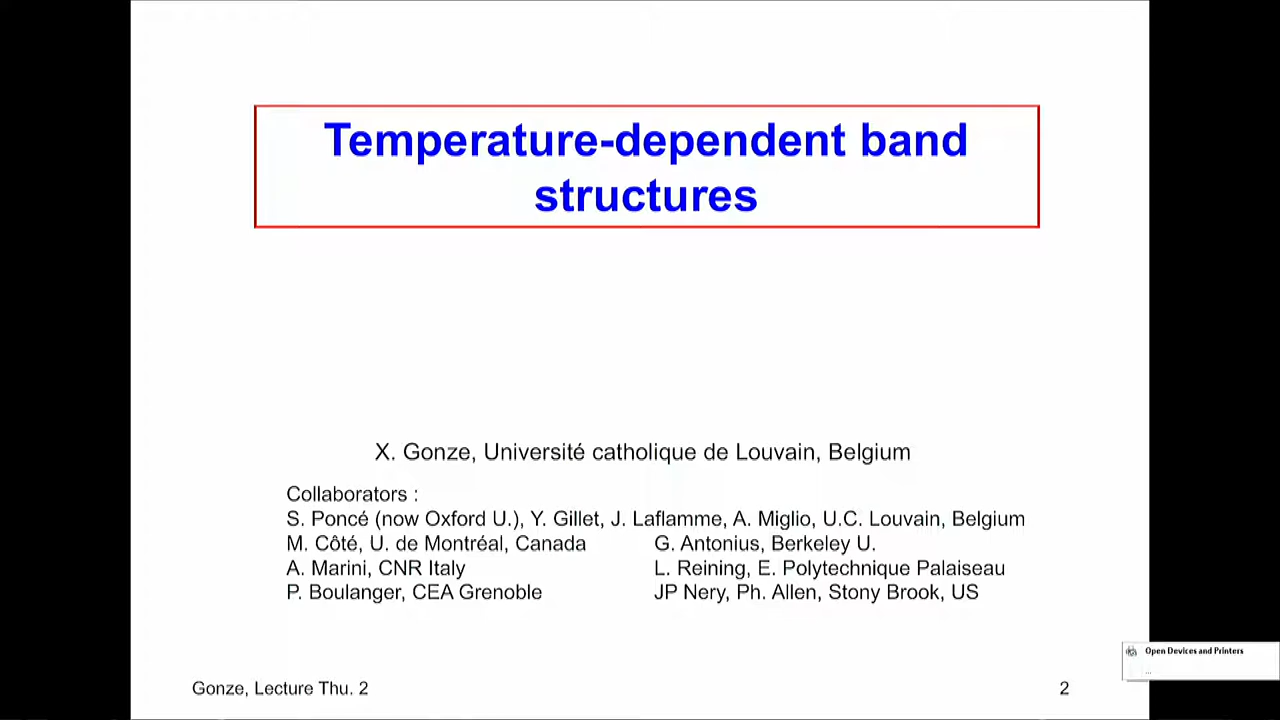 Temperature-dependent band
structures
X. Gonze, Université catholique de Louvain, Belgium
Collaborators :
S. Poncé (now Oxford U.), Y. Gillet, J. Laflamme, A. Miglio, U.C. Louvain, Belgium
M. Côté, U. de Montréal, Canada G. Antonius, Berkeley U.
A. Marini, CNR Italy L. Reining, E. Polytechnique Palaiseau
P. Boulanger, CEA Grenoble JP Nery, Ph. Allen, Stony Brook, US
Open Devices and Printers
...
Gonze, Lecture Thu. 2 2